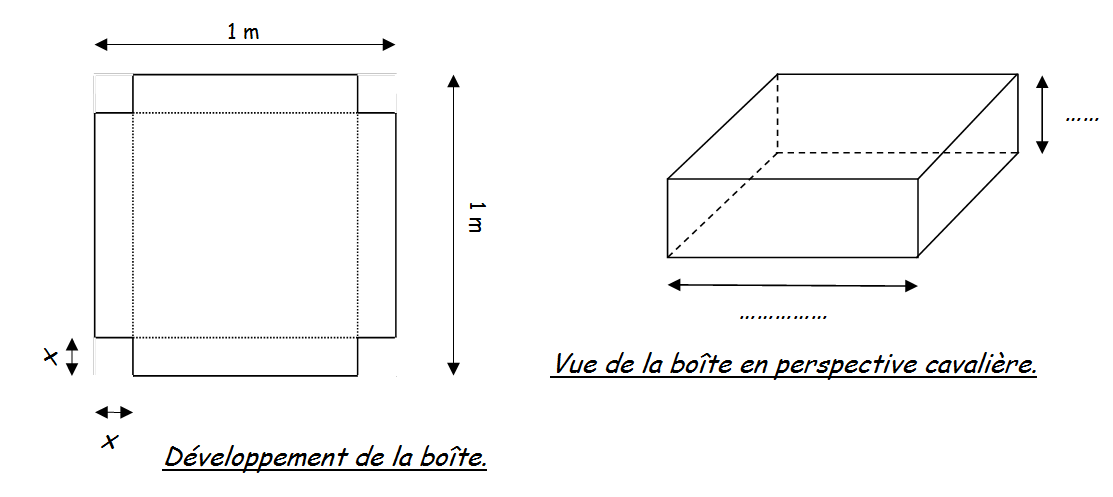 1 m
1 m
x
x
Développement de la boîte.
……
……………
Vue de la boîte en perspective cavalière.